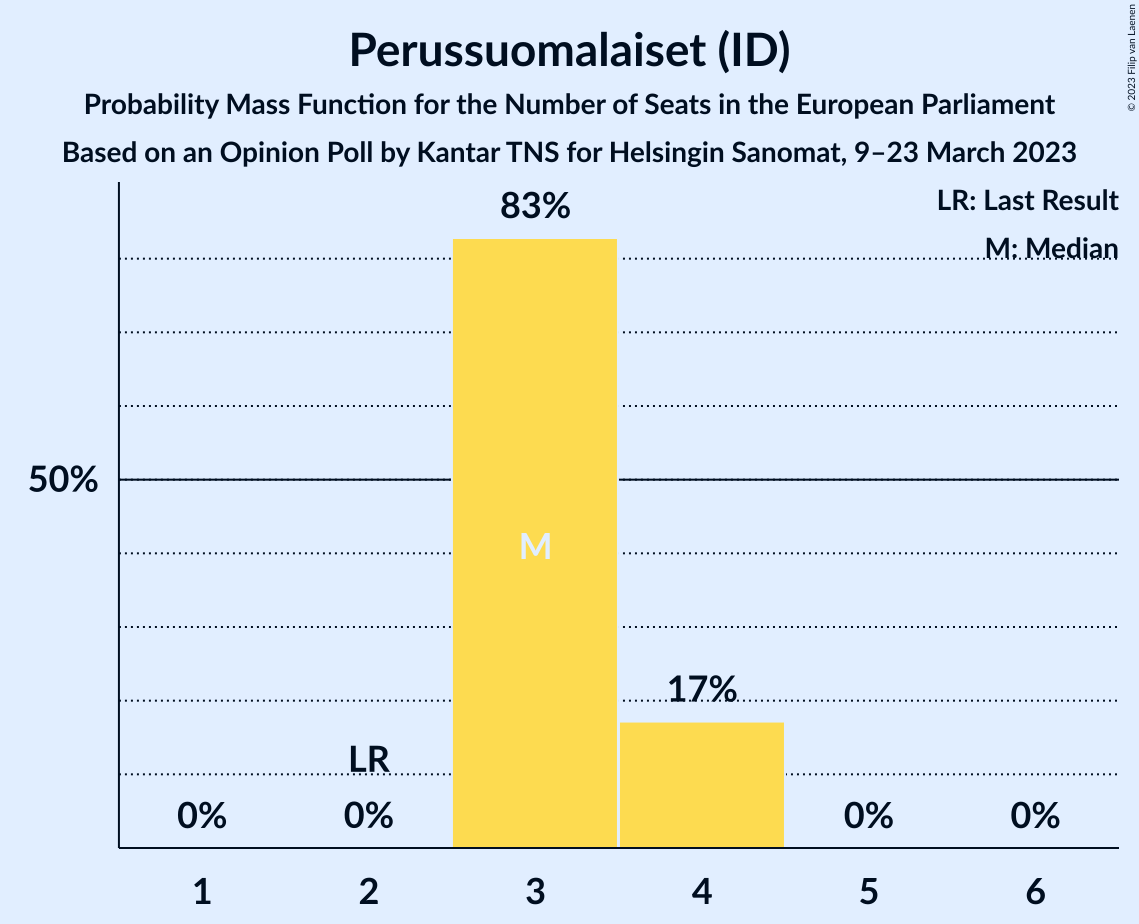 Perussuomalaiset (ID)
Probability Mass Function for the Number of Seats in the European Parliament
Based on an Opinion Poll by Kantar TNS for Helsingin Sanomat, 9–23 March 2023
© 2023 Filip van Laenen
LR: Last Result
M: Median
83%
50%
M
17%
LR
0%
0%
0%
0%
1
2
3
4
5
6